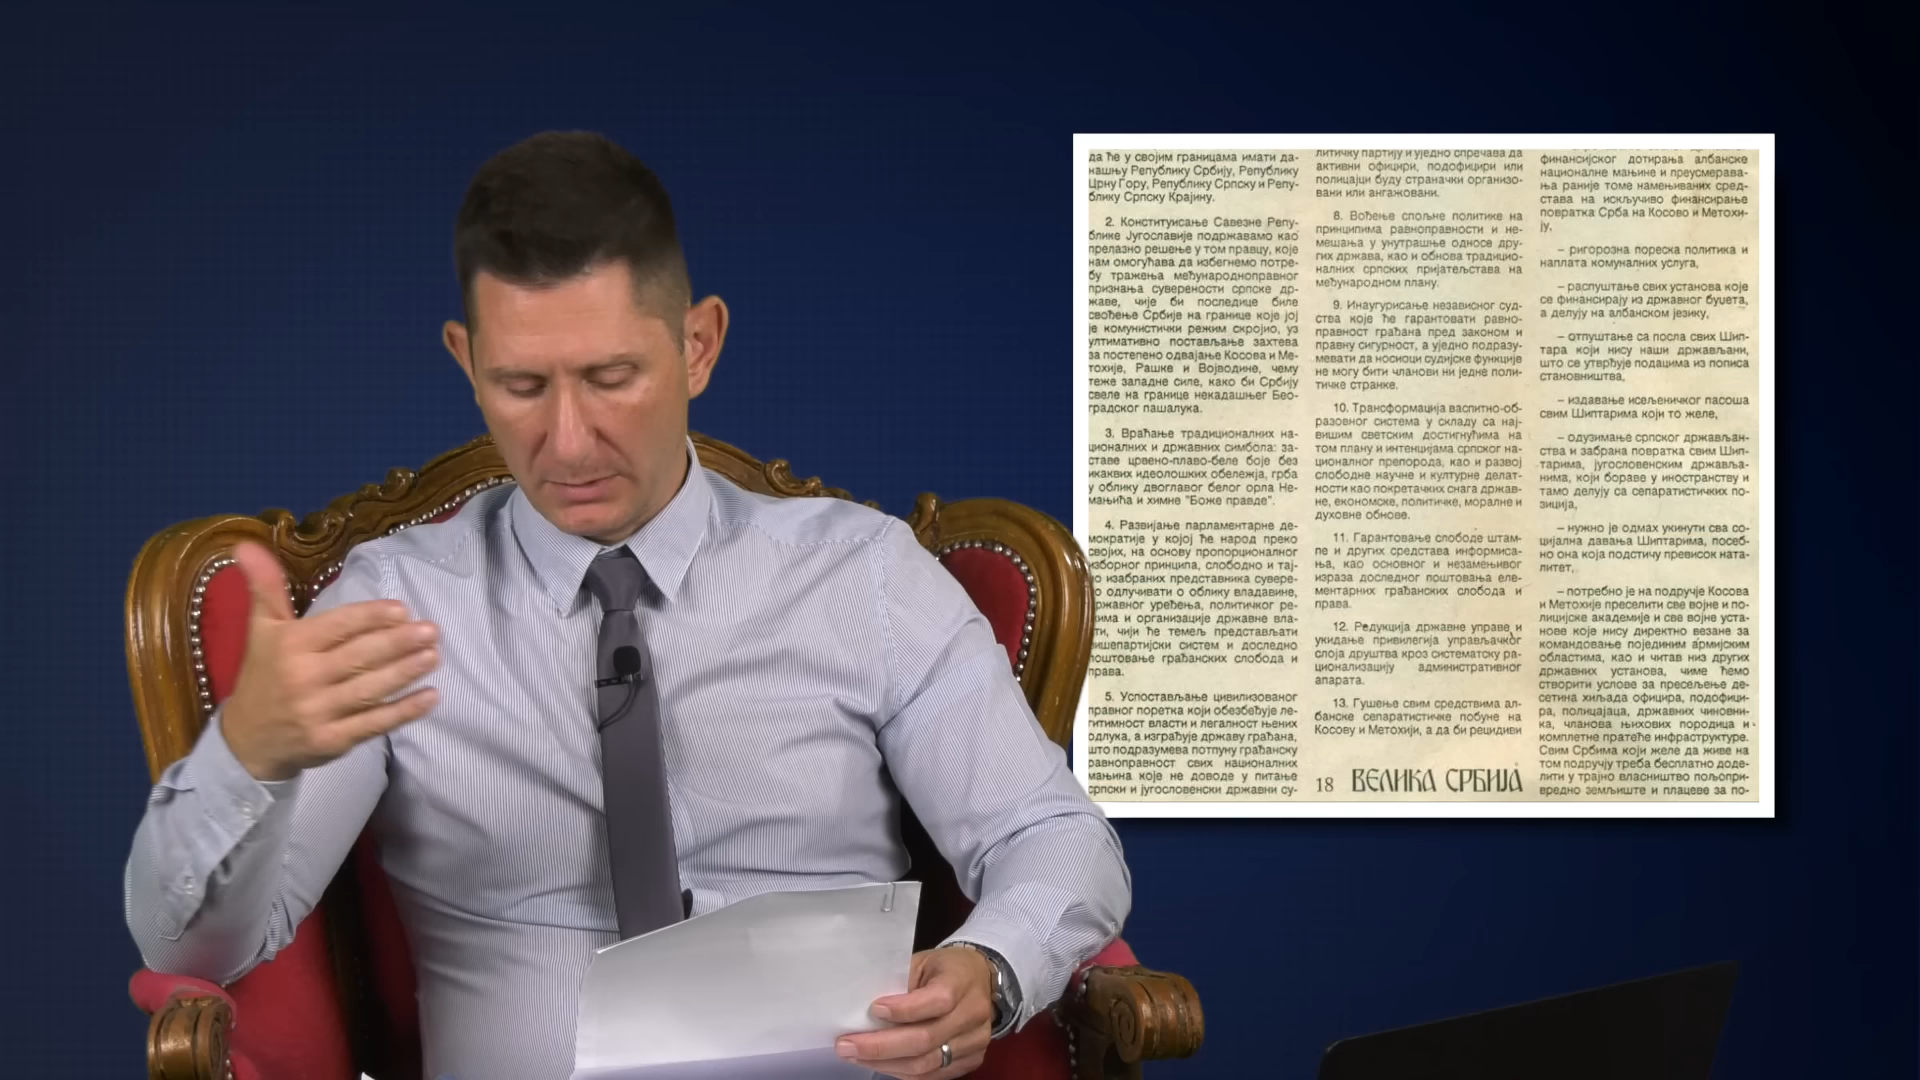 да ће у својим границама имати да-
нашњу Републику Србију, Републику
Црну Гору, Републику Српску и Репу-
блику Српску Крајину.
2. Конституисање Савезне Репу-
блике Југославије подржавамо као
прелазно решење у том правцу, које
нам омогућава да избегнемо потре-
бу тражења међународноправног
признања суверености српске др-
жаве, чије би последице биле
свођење Србије на границе које јој
је комунистички режим скројио, уз
ултимативно постављање захтева
за постепено одвајање Косова и Ме-
тохије, Рашке и Војводине, чему
теже западне силе, како би Србију
свеле на границе некадашњег Бео-
градског пашалука.
3. Враћање традиционалних на-
ционалних и државних симбола: за-
ставе црвено-плаво-беле боје без
икаквих идеолошких обележја, грба
у облику двоглавог белог орла Не-
мањића и химне "Боже правде".
4. Развијање парламентарне де-
мократије у којој ће народ преко
својих, на основу пропорционалног
изборног принципа, слободно и тај-
о изабраних представника сувере-
о одлучивати о облику владавине,
државног уређења, политичког ре-
жима и организације државне вла-
сти, чији ће темељ представљати
вишепартијски систем и доследно
поштовање грађанских слобода и
права.
5. Успостављање цивилизованог
правног поретка који обезбеђује ле-
гитимност власти и легалност њених
одлука, а изграђује државу грађана,
што подразумева потпуну грађанску
равноправност свих националних
мањина које не доводе у питање
српски и југословенски државни су-
литичку партију и уједно спречава да
активни официри, подофицири или
полицајци буду страначки организо-
вани или ангажовани.
8. Вођење спољне политике на
принципима равноправности и не-
мешања у унутрашње односе дру-
гих држава, као и обнова традицио-
налних српских пријатељстава на
међународном плану.
9. Инаугурисање независног суд-
ства које ће гарантовати равно-
правност грађана пред законом и
правну сигурност, а уједно подразу-
мевати да носиоци судијске функције
не могу бити чланови ни једне поли-
тичке странке.
10. Трансформација васпитно-об-
разовног система у складу са нај-
вишим светским достигнућима на
том плану и интенцијама српског на-
ционалног препорода, као и развој
слободне научне и културне делат-
ности као покретачких снага држав-
не, економске, политичке, моралне и
духовне обнове.
11. Гарантовање слободе штам-
пе и других средстава информиса-
ња, као основног и незамењивог
израза доследног поштовања еле-
ментарних грађанских слобода и
права.
12. Редукција државне управе и
укидање привилегија управљачког
слоја друштва кроз систематску ра-
ционализацију административног
апарата.
13. Гушење свим средствима ал-
банске сепаратистичке побуне на
Косову и Метохији, а да би рецидиви
18 ВЕЛИКА СРБИЈА
финансијског дотирања албанске
националне мањине и преусмерава-
ња раније томе намењиваних сред-
става на искључиво финансирање
повратка Срба на Косово и Метохи-
ју,
– ригорозна пореска политика и
наплата комуналних услуга,
– распуштање свих установа које
се финансирају из државног буџета,
а делују на албанском језику,
– отпуштање са посла свих Шип-
тара који нису наши држављани,
што се утврђује подацима из пописа
становништва,
– издавање исељеничког пасоша
свим Шиптарима који то желе,
– одузимање српског држављан-
ства и забрана повратка свим Шип-
тарима, југословенским држављa-
нима, који бораве у иностранству и
тамо делују са сепаратистичких по-
зиција,
– нужно је одмах укинути сва со-
цијална давања Шиптарима, посеб-
но она која подстичу превисок ната-
литет,
– потребно је на подручје Косова
и Метохије преселити све војне и по-
лицијске академије и све војне уста-
нове које нису директно везане за
командовање појединим армијским
областима, као и читав низ других
државних установа, чиме ћемо
створити услове за пресељење де-
сетина хиљада официра, подофици-
ра, полицајаца, државних чиновни-
ка, чланова њихових породица и
комплетне пратеће инфраструктуре.
Свим Србима који желе да живе на
том подручју треба бесплатно доде-
лити у трајно власништво пољопри-
вредно земљиште и плацеве за по-